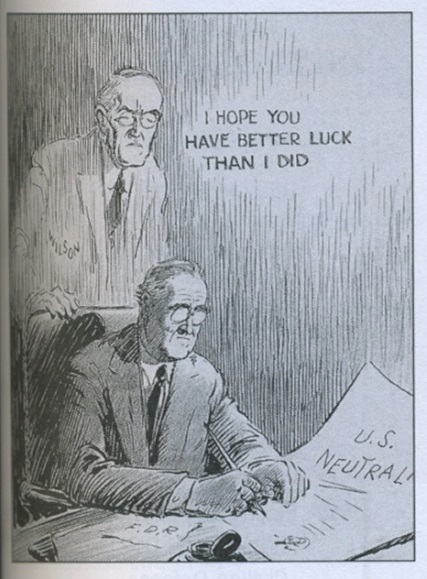 I HOPE YOU
HAVE BETTER LUCK
THAN I DID
WILSON
U.S.
NEUTRAL
F.D.R.